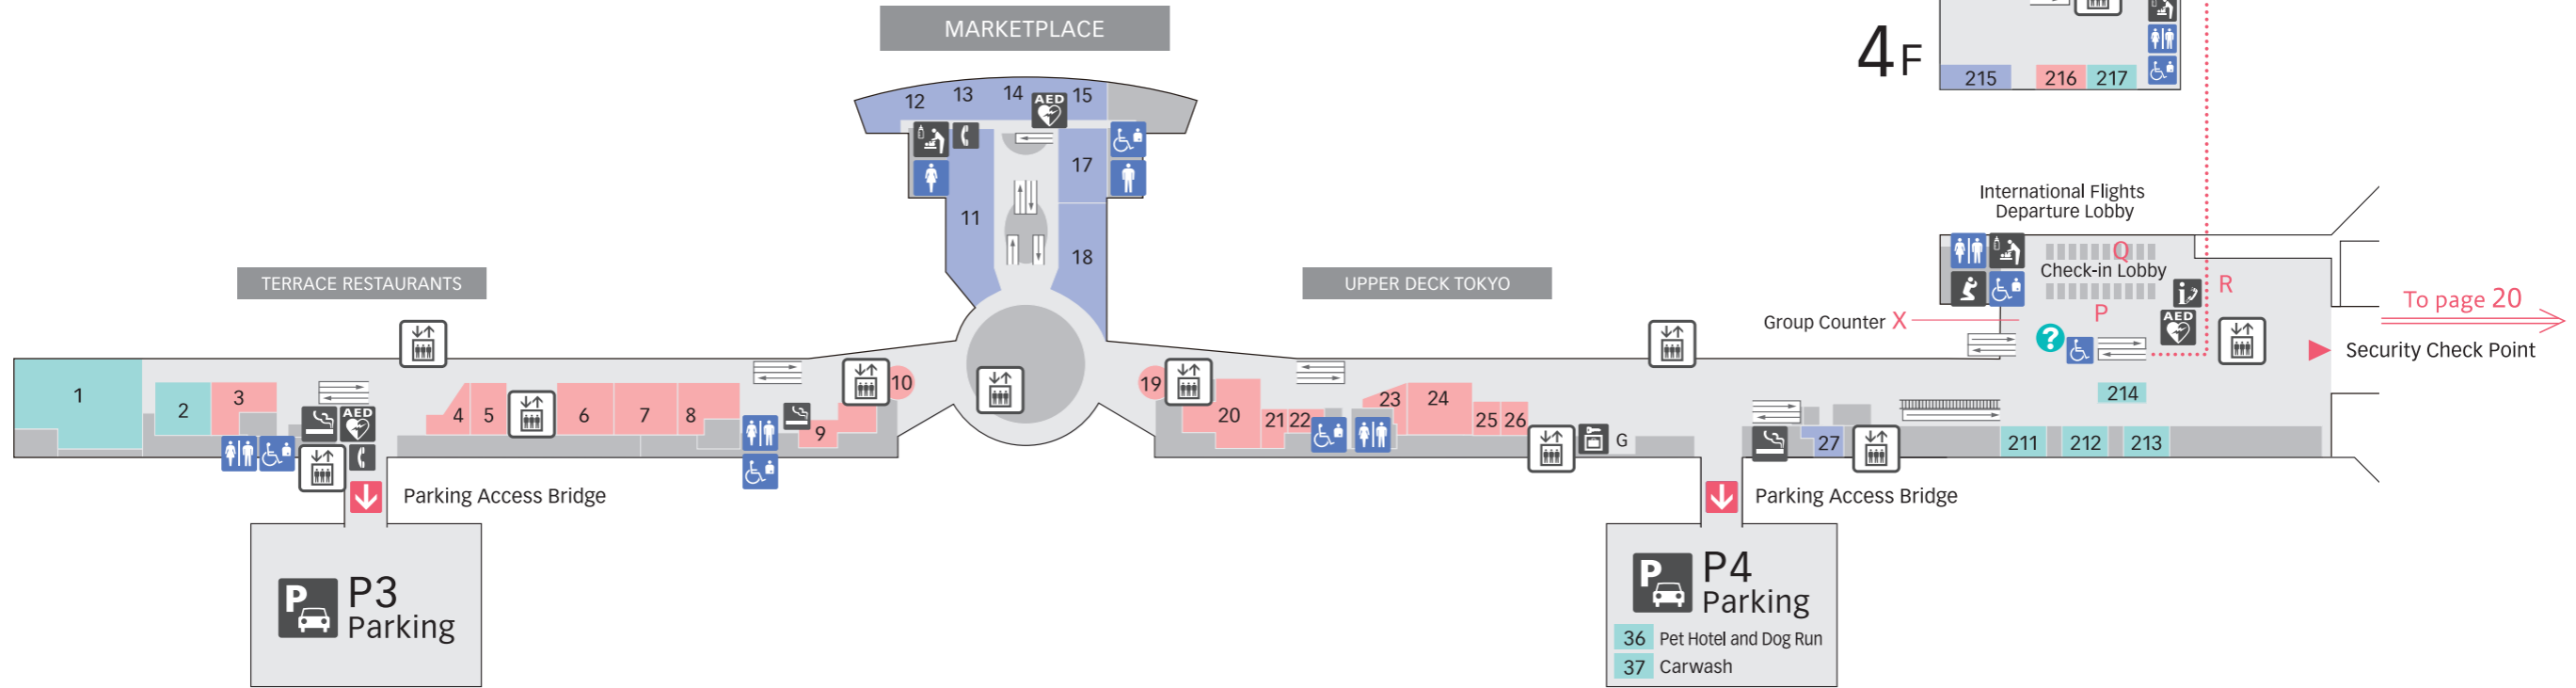 MARKETPLACE
4F
215 216 217
12 13 14 AED 15
17
11
18
International Flights
Departure Lobby
Q
Check-in Lobby
R
P
i
AED
Group Counter X
?
To page 20
Security Check Point
TERRACE RESTAURANTS
UPPER DECK TOKYO
1
2
3
AED
4 5 6 7 8
9
10
19
20
21 22
23
24
25 26
G
27
214
211 212 213
Parking Access Bridge
Parking Access Bridge
P
P3
Parking
P
P4
Parking
36 Pet Hotel and Dog Run
37 Carwash